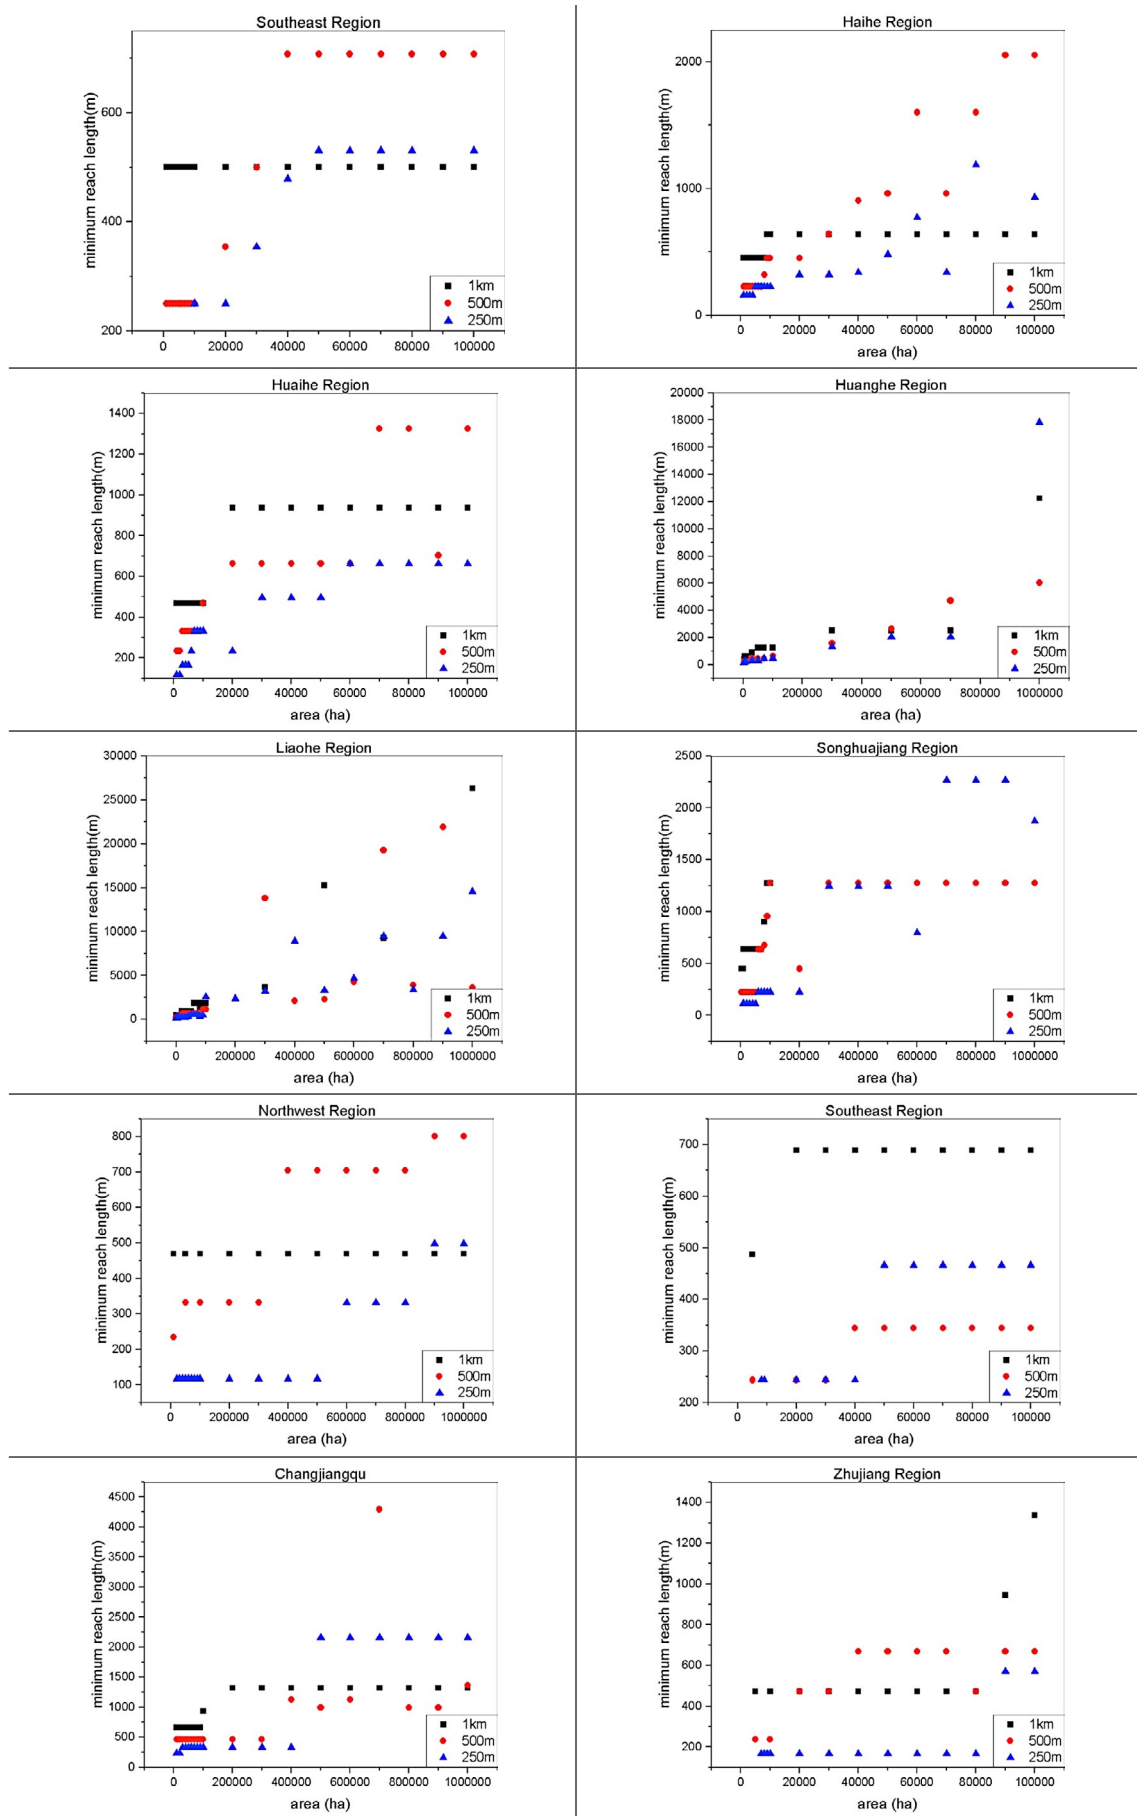 Southeast Region
minimum reach length(m)
600
400
200
0 20000 40000 60000 80000 100000
area (ha)
1km
500m
250m
Haihe Region
minimum reach length(m)
2000
1000
0
0 20000 40000 60000 80000 100000
area (ha)
1km
500m
250m
Huaihe Region
minimum reach length(m)
1400
1200
1000
800
600
400
200
0 20000 40000 60000 80000 100000
area (ha)
1km
500m
250m
Huanghe Region
minimum reach length(m)
20000
18000
16000
14000
12000
10000
8000
6000
4000
2000
0
0 200000 400000 600000 800000 1000000
area (ha)
1km
500m
250m
Liaohe Region
minimum reach length(m)
30000
25000
20000
15000
10000
5000
0
0 200000 400000 600000 800000 1000000
area (ha)
1km
500m
250m
Songhuajiang Region
minimum reach length(m)
2500
2000
1500
1000
500
0
0 200000 400000 600000 800000 1000000
area (ha)
1km
500m
250m
Northwest Region
minimum reach length(m)
800
700
600
500
400
300
200
100
0 200000 400000 600000 800000 1000000
area (ha)
1km
500m
250m
Southeast Region
minimum reach length(m)
700
600
500
400
300
200
0 20000 40000 60000 80000 100000
area (ha)
1km
500m
250m
Changjiangqu
minimum reach length(m)
4500
4000
3500
3000
2500
2000
1500
1000
500
0
0 200000 400000 600000 800000 1000000
area (ha)
1km
500m
250m
Zhujiang Region
minimum reach length(m)
1400
1200
1000
800
600
400
200
0 200000 400000 600000 800000 1000000
area (ha)
1km
500m
250m